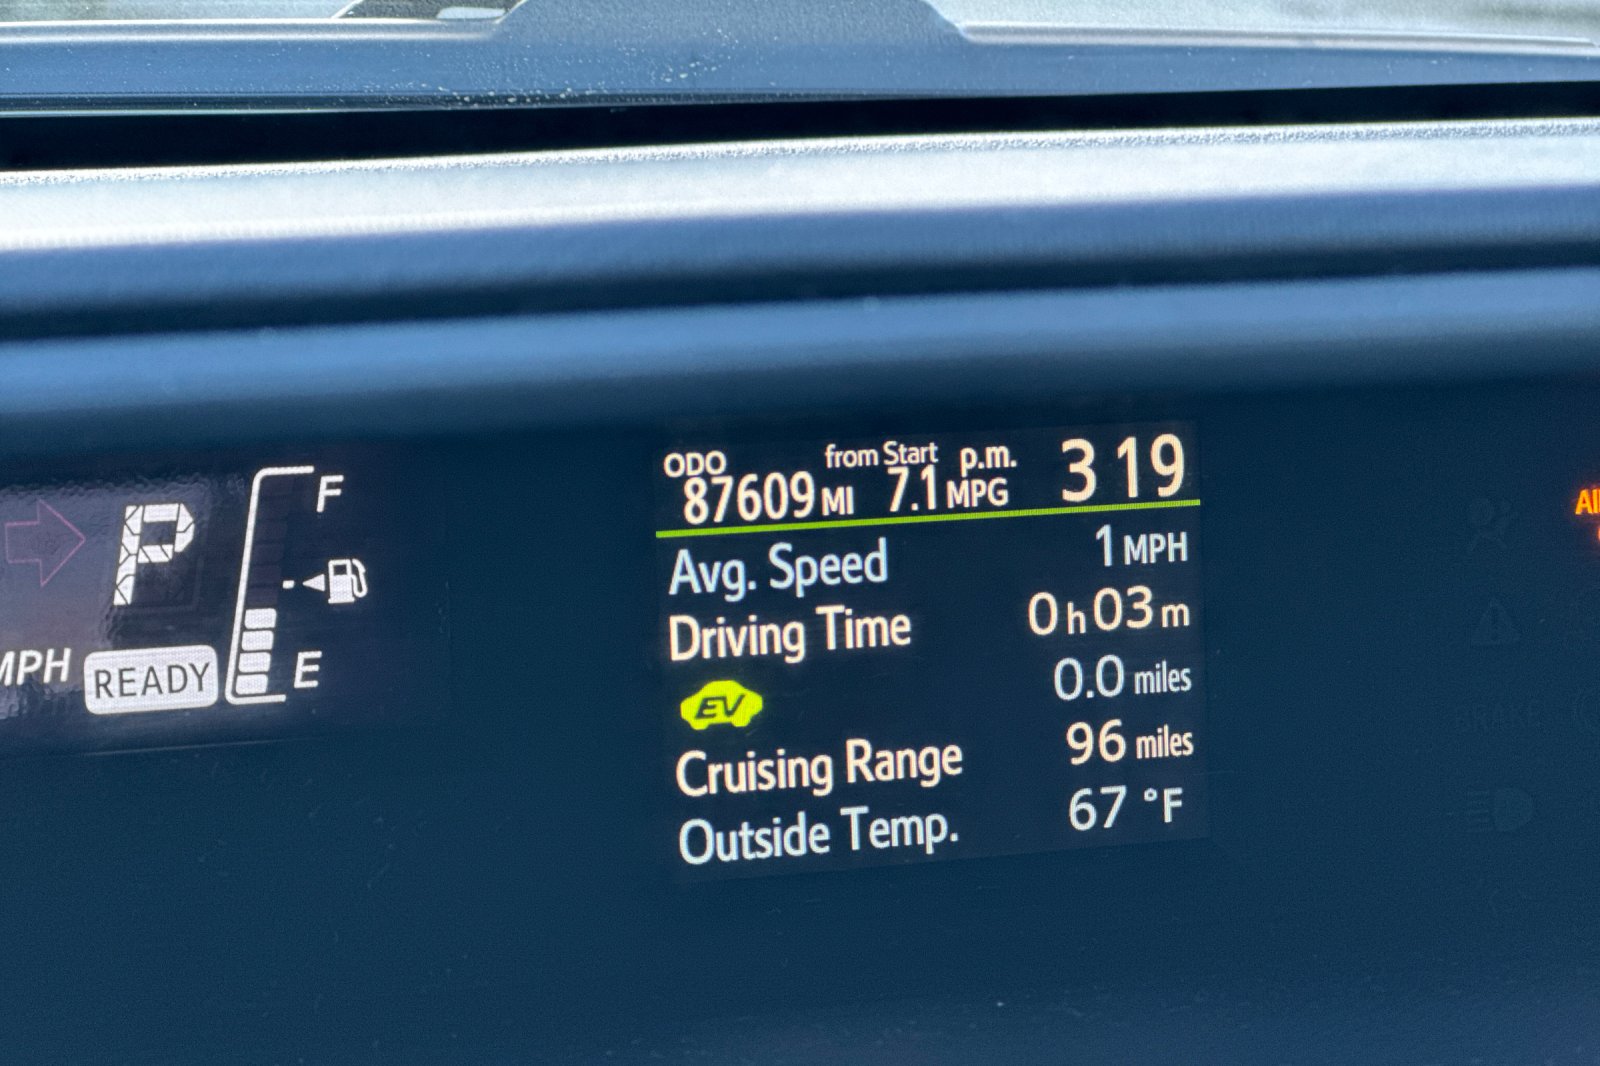 P
F
MPH READY
E
ODO from Start p.m. 3 19
87609 MI 7.1 MPG
Avg. Speed 1 MPH
Driving Time 0 h 03 m
EV 0.0 miles
Cruising Range 96 miles
Outside Temp. 67 °F